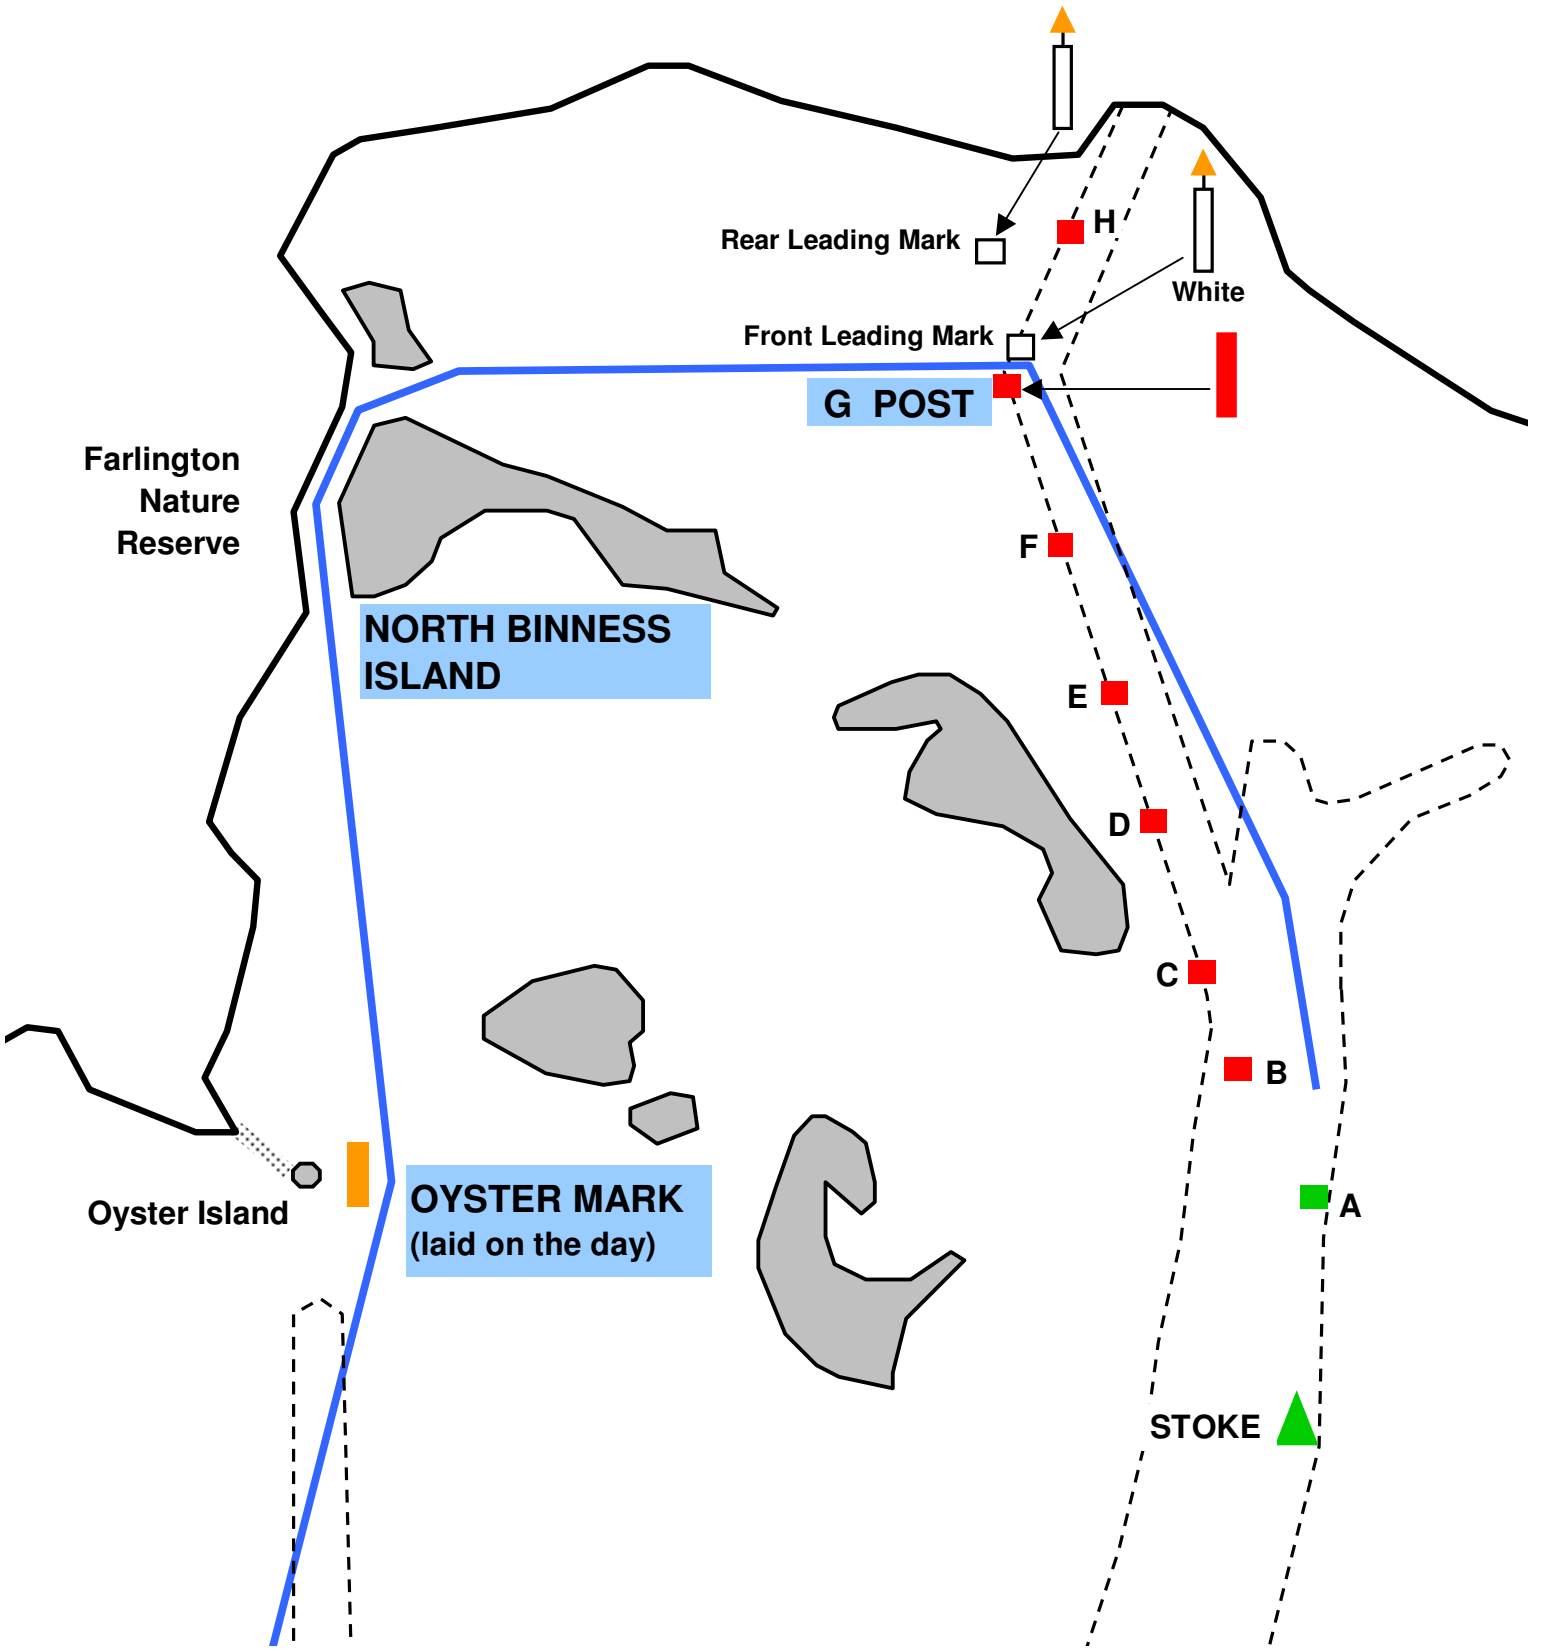 H
Rear Leading Mark
White
Front Leading Mark
G POST
Farlington
Nature
Reserve
F
NORTH BINNESS
ISLAND
E
D
C
B
OYSTER MARK
(laid on the day)
Oyster Island
A
STOKE